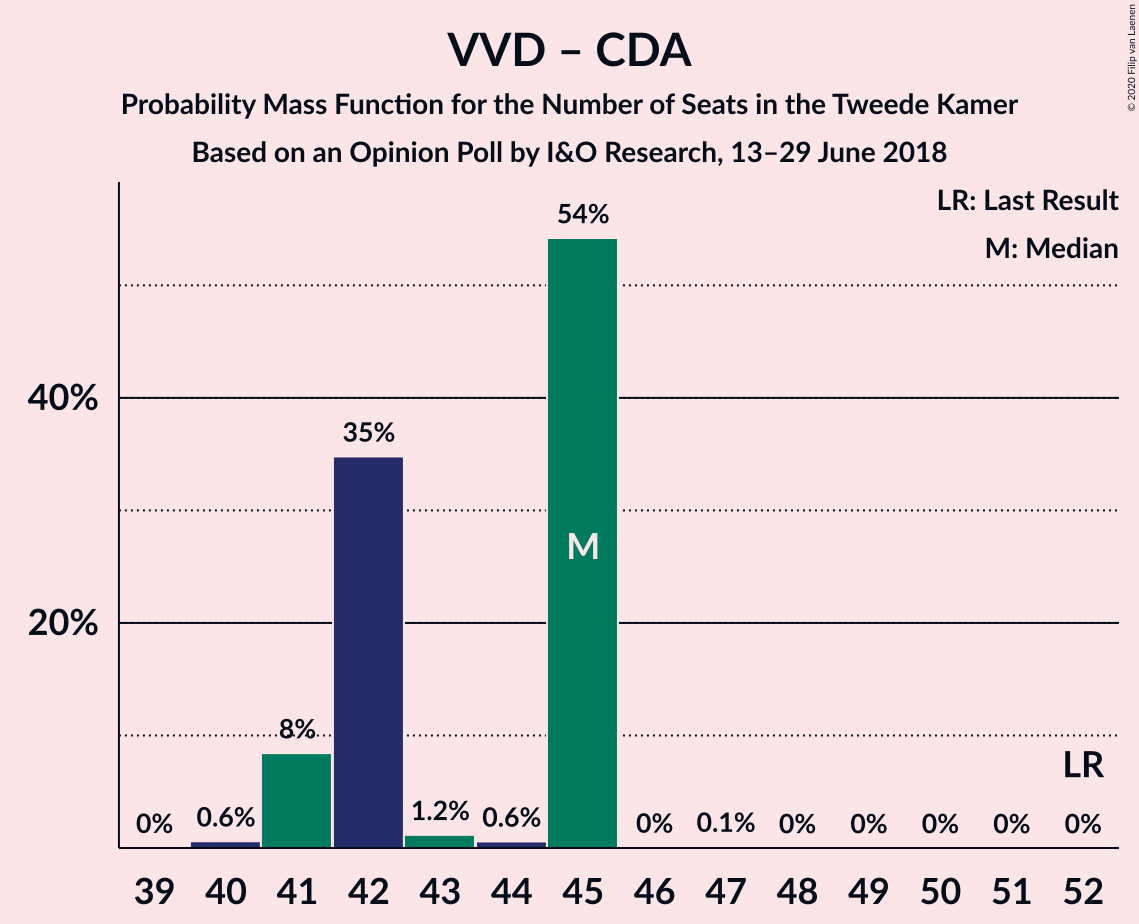 VVD – CDA
Probability Mass Function for the Number of Seats in the Tweede Kamer
Based on an Opinion Poll by I&O Research, 13–29 June 2018
© 2020 Filip van Laenen
LR: Last Result
M: Median
54%
40%
35%
M
20%
8%
LR
0% 0.6% 1.2% 0.6% 0% 0.1% 0% 0% 0% 0% 0%
39 40 41 42 43 44 45 46 47 48 49 50 51 52